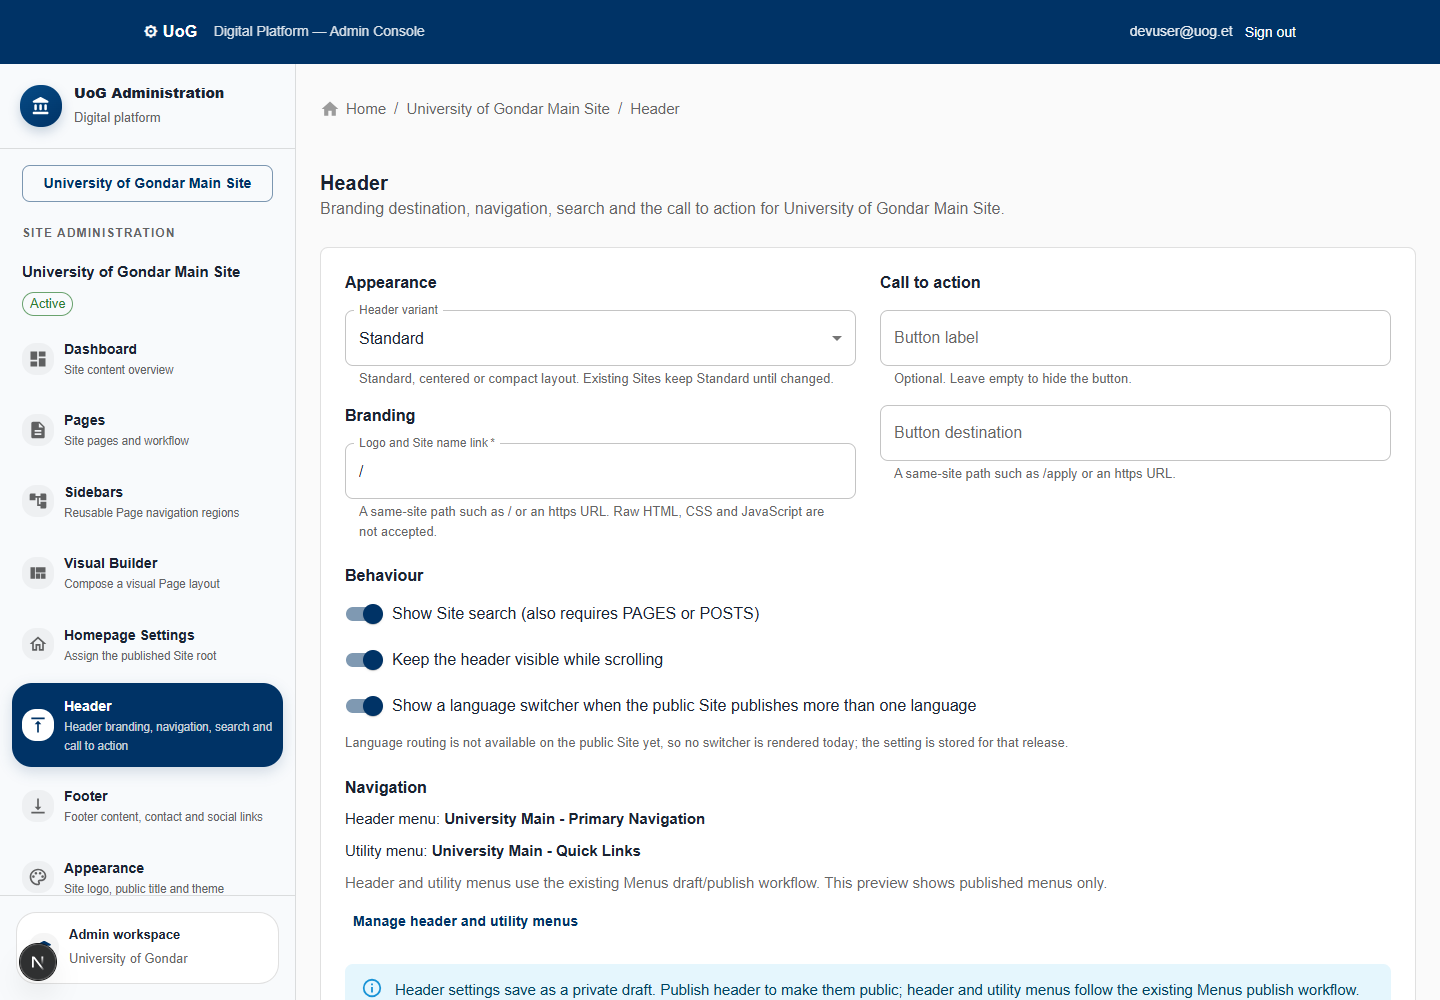 UoG Digital Platform — Admin Console
devuser@uog.et Sign out
UoG Administration
Digital platform
University of Gondar Main Site
SITE ADMINISTRATION
University of Gondar Main Site
Active
Dashboard
Site content overview
Pages
Site pages and workflow
Sidebars
Reusable Page navigation regions
Visual Builder
Compose a visual Page layout
Homepage Settings
Assign the published Site root
Header
Header branding, navigation, search and
call to action
Footer
Footer content, contact and social links
Appearance
Site logo, public title and theme
Admin workspace
University of Gondar
N
Home / University of Gondar Main Site / Header
Header
Branding destination, navigation, search and the call to action for University of Gondar Main Site.
Appearance
Header variant
Standard
Standard, centered or compact layout. Existing Sites keep Standard until changed.
Branding
Logo and Site name link *
/
A same-site path such as / or an https URL. Raw HTML, CSS and JavaScript are
not accepted.
Call to action
Button label
Optional. Leave empty to hide the button.
Button destination
A same-site path such as /apply or an https URL.
Behaviour
Show Site search (also requires PAGES or POSTS)
Keep the header visible while scrolling
Show a language switcher when the public Site publishes more than one language
Language routing is not available on the public Site yet, so no switcher is rendered today; the setting is stored for that release.
Navigation
Header menu: University Main - Primary Navigation
Utility menu: University Main - Quick Links
Header and utility menus use the existing Menus draft/publish workflow. This preview shows published menus only.
Manage header and utility menus
Header settings save as a private draft. Publish header to make them public; header and utility menus follow the existing Menus publish workflow.